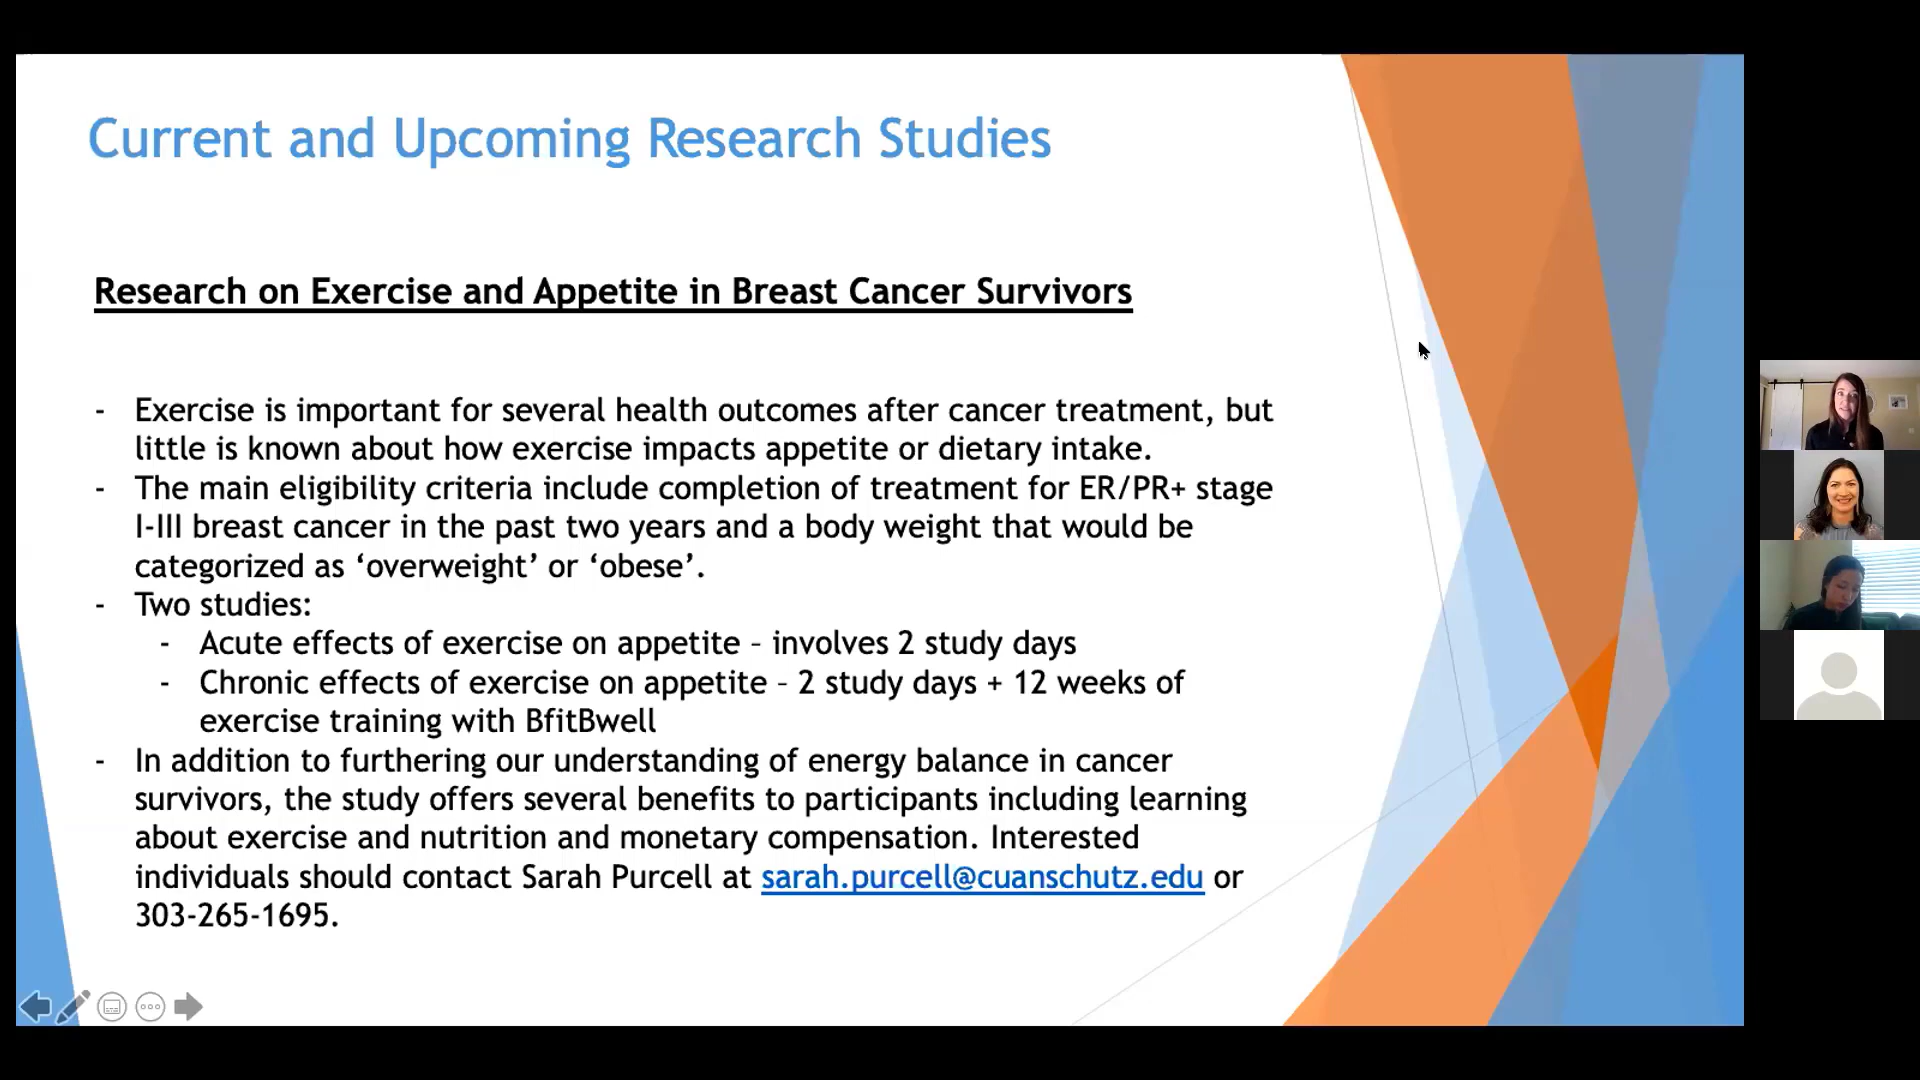 Current and Upcoming Research Studies
Research on Exercise and Appetite in Breast Cancer Survivors
- Exercise is important for several health outcomes after cancer treatment, but
little is known about how exercise impacts appetite or dietary intake.
- The main eligibility criteria include completion of treatment for ER/PR+ stage
I-III breast cancer in the past two years and a body weight that would be
categorized as ‘overweight’ or ‘obese’.
- Two studies:
- Acute effects of exercise on appetite – involves 2 study days
- Chronic effects of exercise on appetite – 2 study days + 12 weeks of
exercise training with BfitBwell
- In addition to furthering our understanding of energy balance in cancer
survivors, the study offers several benefits to participants including learning
about exercise and nutrition and monetary compensation. Interested
individuals should contact Sarah Purcell at sarah.purcell@cuanschutz.edu or
303-265-1695.